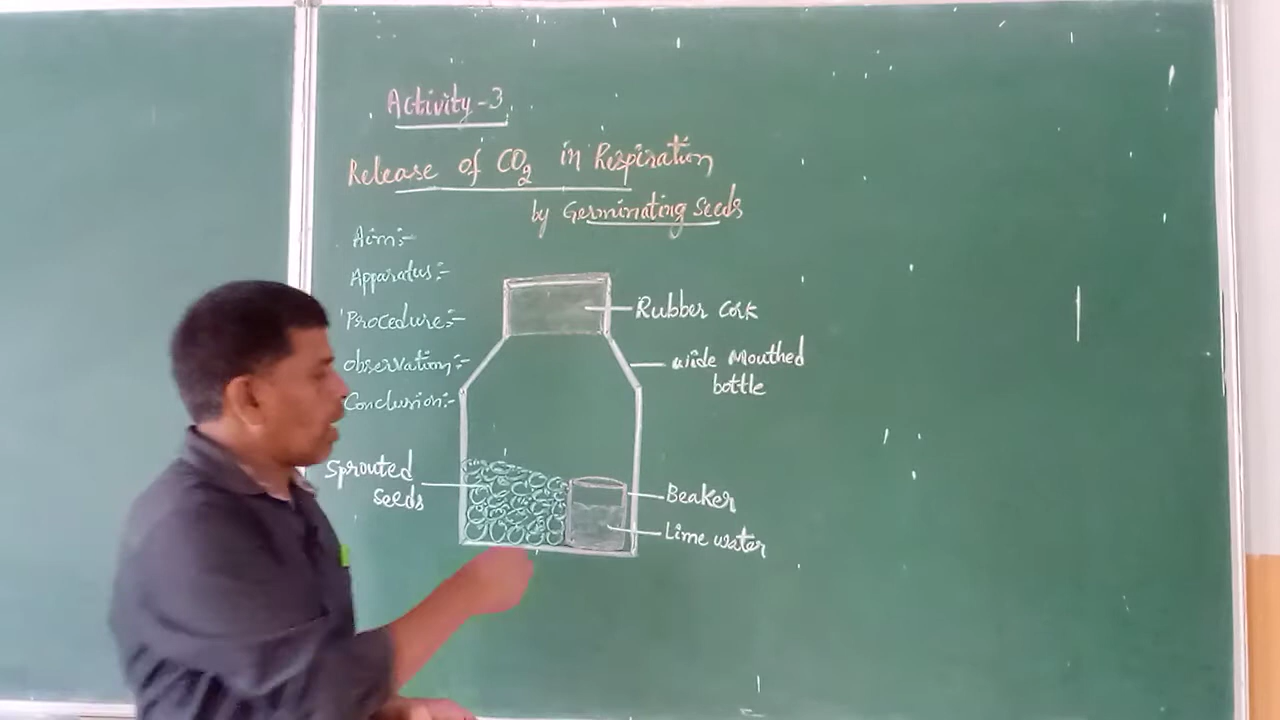 Activity-3
Release of CO2 in Respiration
by Germinating Seeds
Aim:-
Apparatus:-
Procedure:-
Observation:-
Conclusion:-
Rubber Cork
wide Mouthed
bottle
Sprouted
seeds
Beaker
Lime water